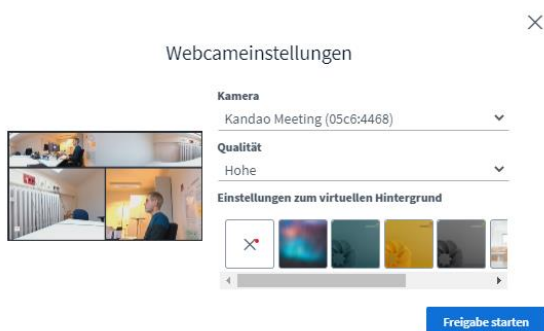 Webcameinstellungen
Kamera
Kandao Meeting (05c6:4468)
Qualität
Hohe
Einstellungen zum virtuellen Hintergrund
Freigabe starten